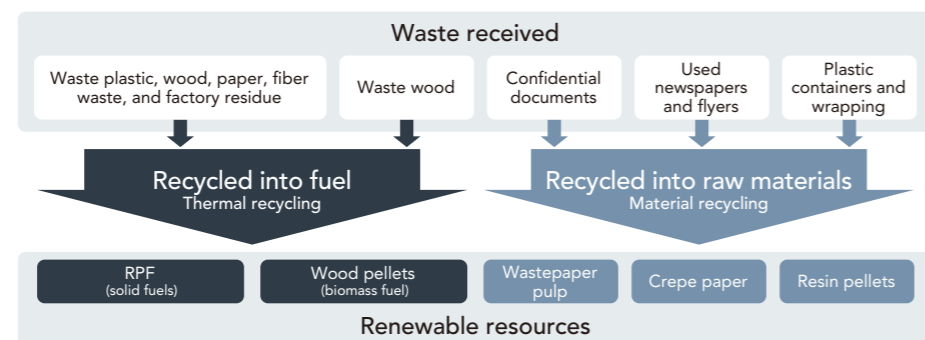 Waste received
Waste plastic, wood, paper, fiber
waste, and factory residue
Waste wood
Confidential
documents
Used
newspapers
and flyers
Plastic
containers and
wrapping
Recycled into fuel
Thermal recycling
Recycled into raw materials
Material recycling
RPF
(solid fuels)
Wood pellets
(biomass fuel)
Wastepaper
pulp
Crepe paper
Resin pellets
Renewable resources